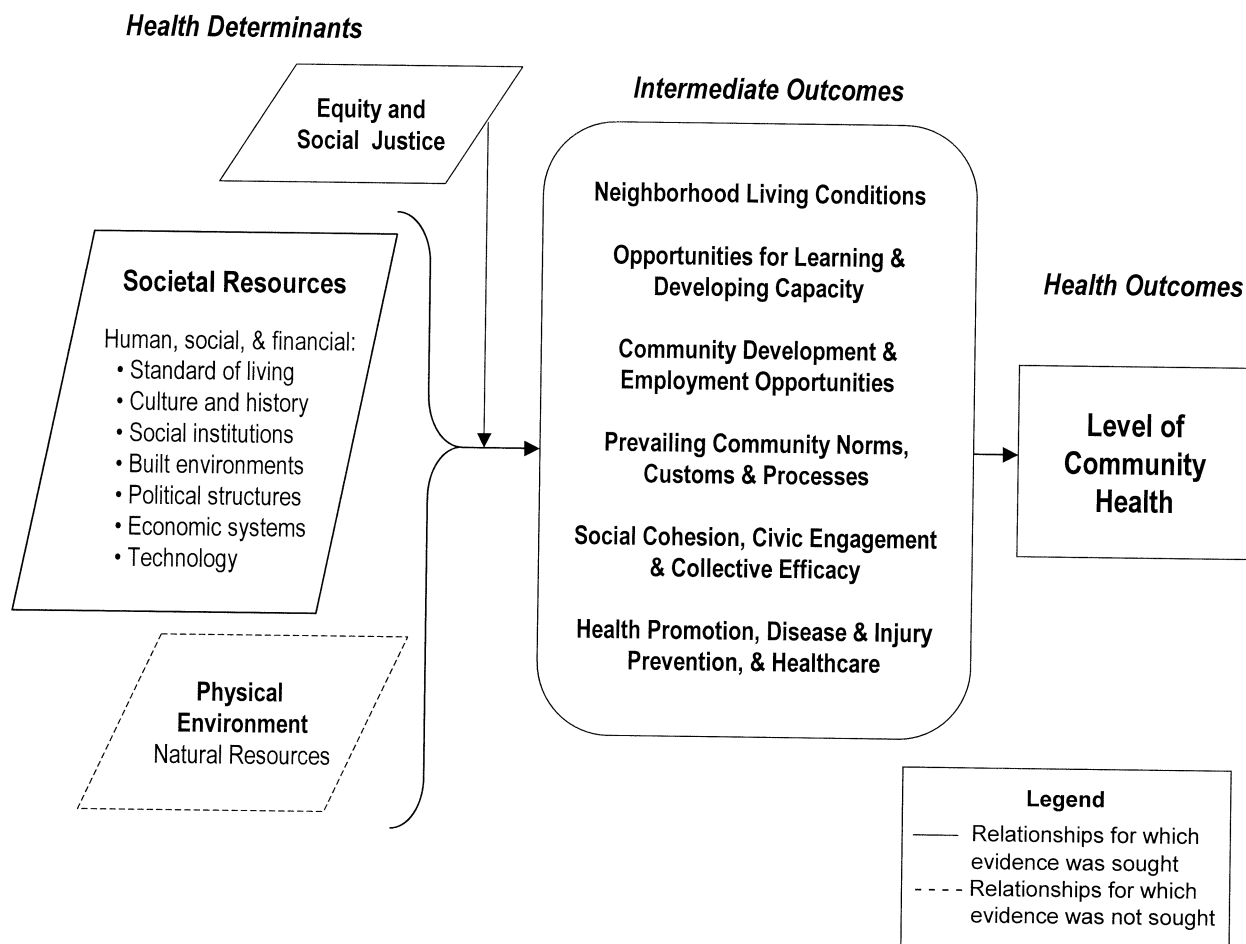 Health Determinants
Equity and
Social Justice
Societal Resources
Human, social, & financial:
• Standard of living
• Culture and history
• Social institutions
• Built environments
• Political structures
• Economic systems
• Technology
Physical
Environment
Natural Resources
Intermediate Outcomes
Neighborhood Living Conditions
Opportunities for Learning &
Developing Capacity
Community Development &
Employment Opportunities
Prevailing Community Norms,
Customs & Processes
Social Cohesion, Civic Engagement
& Collective Efficacy
Health Promotion, Disease & Injury
Prevention, & Healthcare
Health Outcomes
Level of
Community
Health
Legend
Relationships for which
evidence was sought
Relationships for which
evidence was not sought